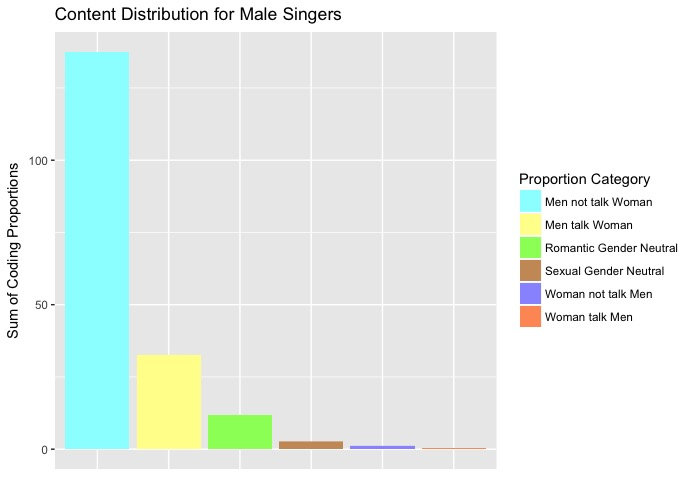 Content Distribution for Male Singers
Sum of Coding Proportions
100
50
0
Proportion Category
Men not talk Woman
Men talk Woman
Romantic Gender Neutral
Sexual Gender Neutral
Woman not talk Men
Woman talk Men